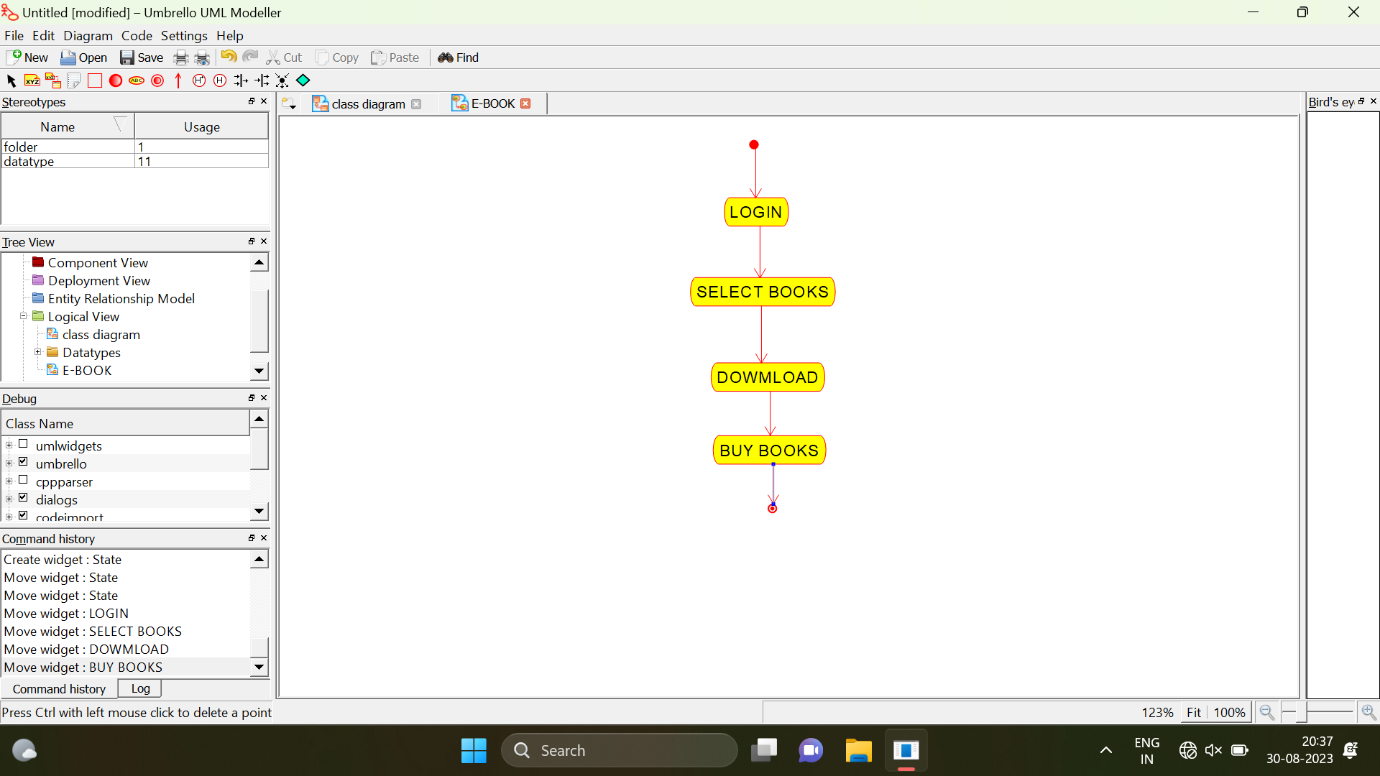 Untitled [modified] – Umbrello UML Modeller
File Edit Diagram Code Settings Help
New Open Save Cut Copy Paste Find
XYZ ABC H H
Stereotypes
Name Usage
folder 1
datatype 11
Tree View
Component View
Deployment View
Entity Relationship Model
Logical View
class diagram
Datatypes
E-BOOK
Debug
Class Name
umlwidgets
umbrello
cppparser
dialogs
codeimport
Command history
Create widget : State
Move widget : State
Move widget : State
Move widget : LOGIN
Move widget : SELECT BOOKS
Move widget : DOWMLOAD
Move widget : BUY BOOKS
Command history Log
class diagram E-BOOK
LOGIN
SELECT BOOKS
DOWMLOAD
BUY BOOKS
Bird's ey
Press Ctrl with left mouse click to delete a point
123% Fit 100%
Search
ENG
IN
20:37
30-08-2023